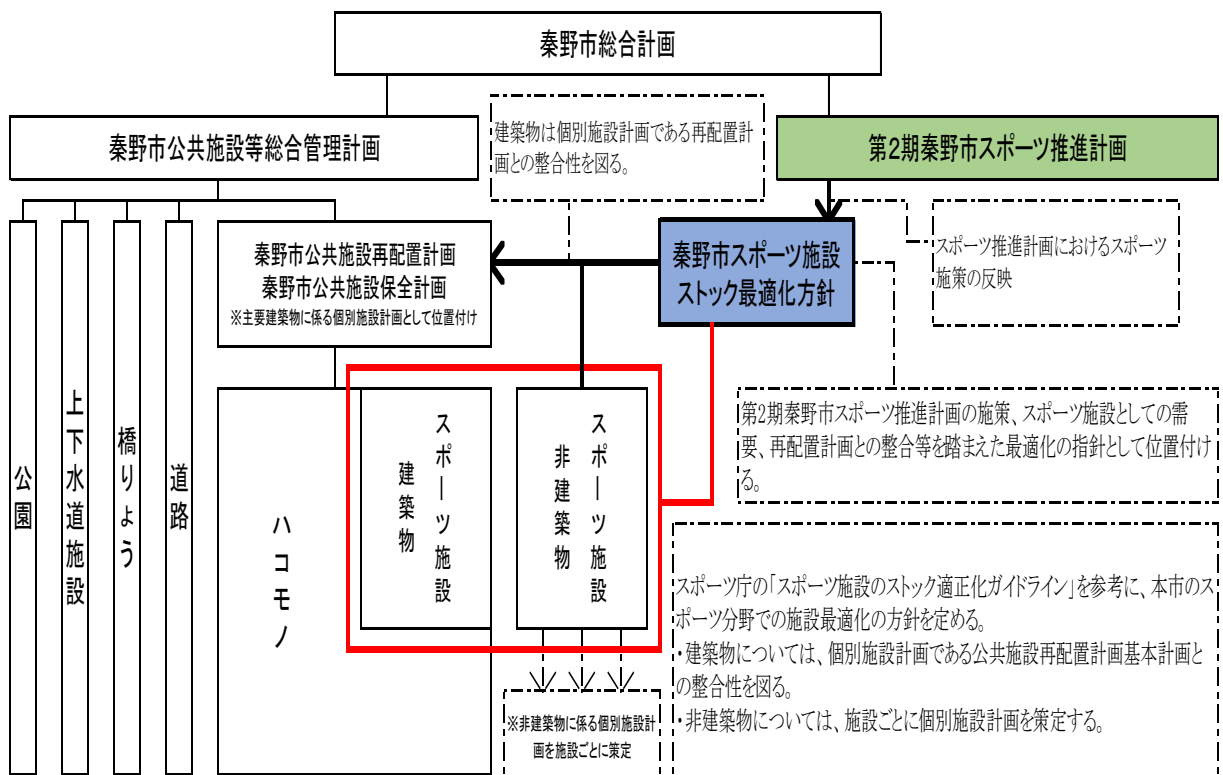 秦野市総合計画
秦野市公共施設等総合管理計画
建築物は個別施設計画である再配置計
画との整合性を図る。
第2期秦野市スポーツ推進計画
秦野市公共施設再配置計画
秦野市公共施設保全計画
※主要建築物に係る個別施設計画として位置付け
秦野市スポーツ施設
ストック最適化方針
スポーツ推進計画におけるスポーツ
施策の反映
公園
上下水道施設
橋りょう
道路
ハコモノ
スポーツ施設
建築物
スポーツ施設
非建築物
第2期秦野市スポーツ推進計画の施策、スポーツ施設としての需
要、再配置計画との整合等を踏まえた最適化の指針として位置付け
る。
※非建築物に係る個別施設計
画を施設ごとに策定
スポーツ庁の「スポーツ施設のストック適正化ガイドライン」を参考に、本市のス
ポーツ分野での施設最適化の方針を定める。
・建築物については、個別施設計画である公共施設再配置計画基本計画と
の整合性を図る。
・非建築物については、施設ごとに個別施設計画を策定する。